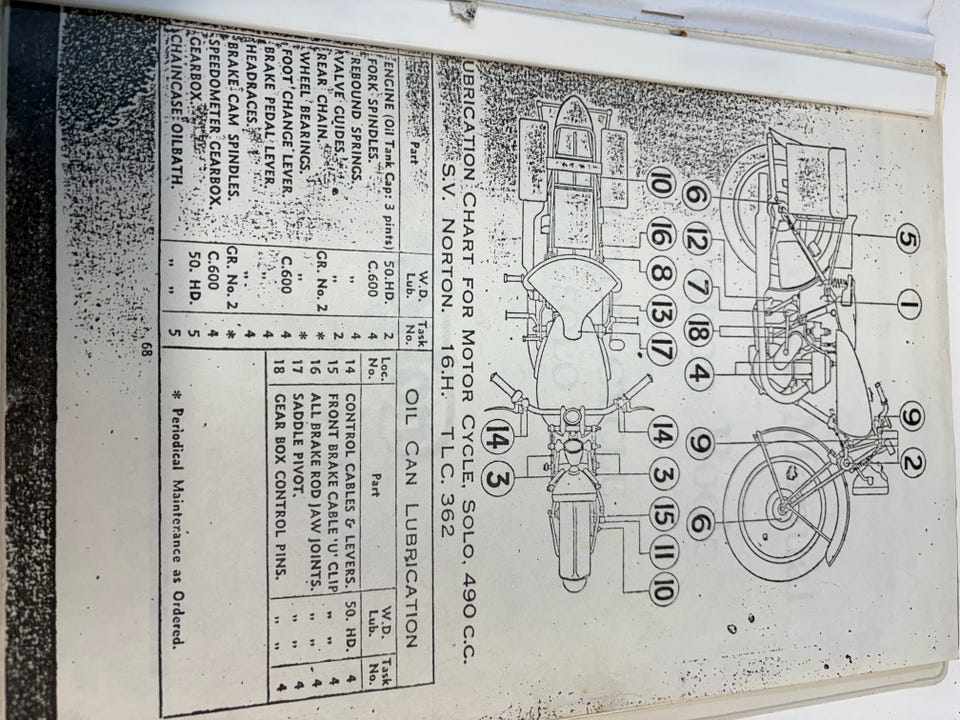 5 1 9 2
6 12 7 18 4 9 6
10 16 8 13 17 14 3 15 11 10
14 3
UBRICATION CHART FOR MOTOR CYCLE, SOLO, 490 C.C.
S.V. NORTON. 16.H. T.L.C. 362
Part W.D. Lub. Task No.
ENGINE (Oil Tank Cap: 3 pints) 50.HD. 2
FORK SPINDLES. C.600 4
REBOUND SPRINGS. ,, 4
VALVE GUIDES. ,, 2
REAR CHAIN. GR. No. 2 *
WHEEL BEARINGS. ,, *
FOOT CHANGE LEVER. C.600 4
BRAKE PEDAL LEVER. ,, 4
HEADRACES. ,, 4
BRAKE CAM SPINDLES. GR. No. 2 *
SPEEDOMETER GEARBOX. C.600 4
GEARBOX. 50. HD. 5
CHAINCASE OILBATH ,, 5
OIL CAN LUBRICATION
Loc. No. Part W.D. Lub. Task No.
14 CONTROL CABLES & LEVERS. 50. HD. 4
15 FRONT BRAKE CABLE 'U' CLIP ,, ,, 4
16 ALL BRAKE ROD JAW JOINTS. ,, ,, 4
17 SADDLE PIVOT. ,, ,, 4
18 GEAR BOX CONTROL PINS. ,, ,, 4
* Periodical Maintenance as Ordered.
68